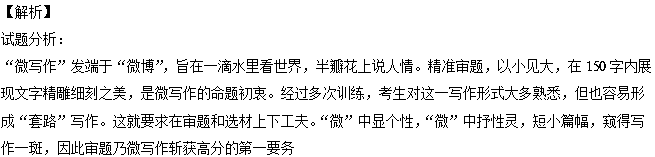 【解析】
试题分析：
“微写作”发端于“微博”，旨在一滴水里看世界，半瓣花上说人情。精准审题，以小见大，在 150 字内展
现文字精雕细刻之美，是微写作的命题初衷。经过多次训练，考生对这一写作形式大多熟悉，但也容易形
成“套路”写作。这就要求在审题和选材上下工夫。“微”中显个性，“微”中抒性灵，短小篇幅，窥得写
作一斑，因此审题乃微写作斩获高分的第一要务